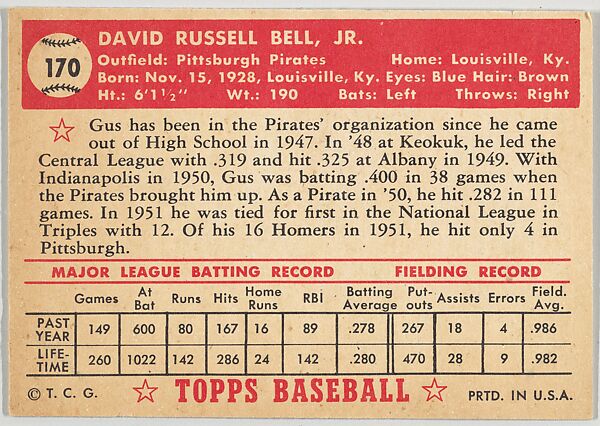 170
DAVID RUSSELL BELL, JR.
Outfield: Pittsburgh Pirates Home: Louisville, Ky.
Born: Nov. 15, 1928, Louisville, Ky. Eyes: Blue Hair: Brown
Ht.: 6'1½" Wt.: 190 Bats: Left Throws: Right
Gus has been in the Pirates' organization since he came
out of High School in 1947. In '48 at Keokuk, he led the
Central League with .319 and hit .325 at Albany in 1949. With
Indianapolis in 1950, Gus was batting .400 in 38 games when
the Pirates brought him up. As a Pirate in '50, he hit .282 in 111
games. In 1951 he was tied for first in the National League in
Triples with 12. Of his 16 Homers in 1951, he hit only 4 in
Pittsburgh.
MAJOR LEAGUE BATTING RECORD FIELDING RECORD
Games At Bat Runs Hits Home Runs RBI Batting Average Put-outs Assists Errors Field. Avg.
PAST YEAR 149 600 80 167 16 89 .278 267 18 4 .986
LIFE-TIME 260 1022 142 286 24 142 .280 470 28 9 .982
© T. C. G. TOPPS BASEBALL PRTD. IN U.S.A.